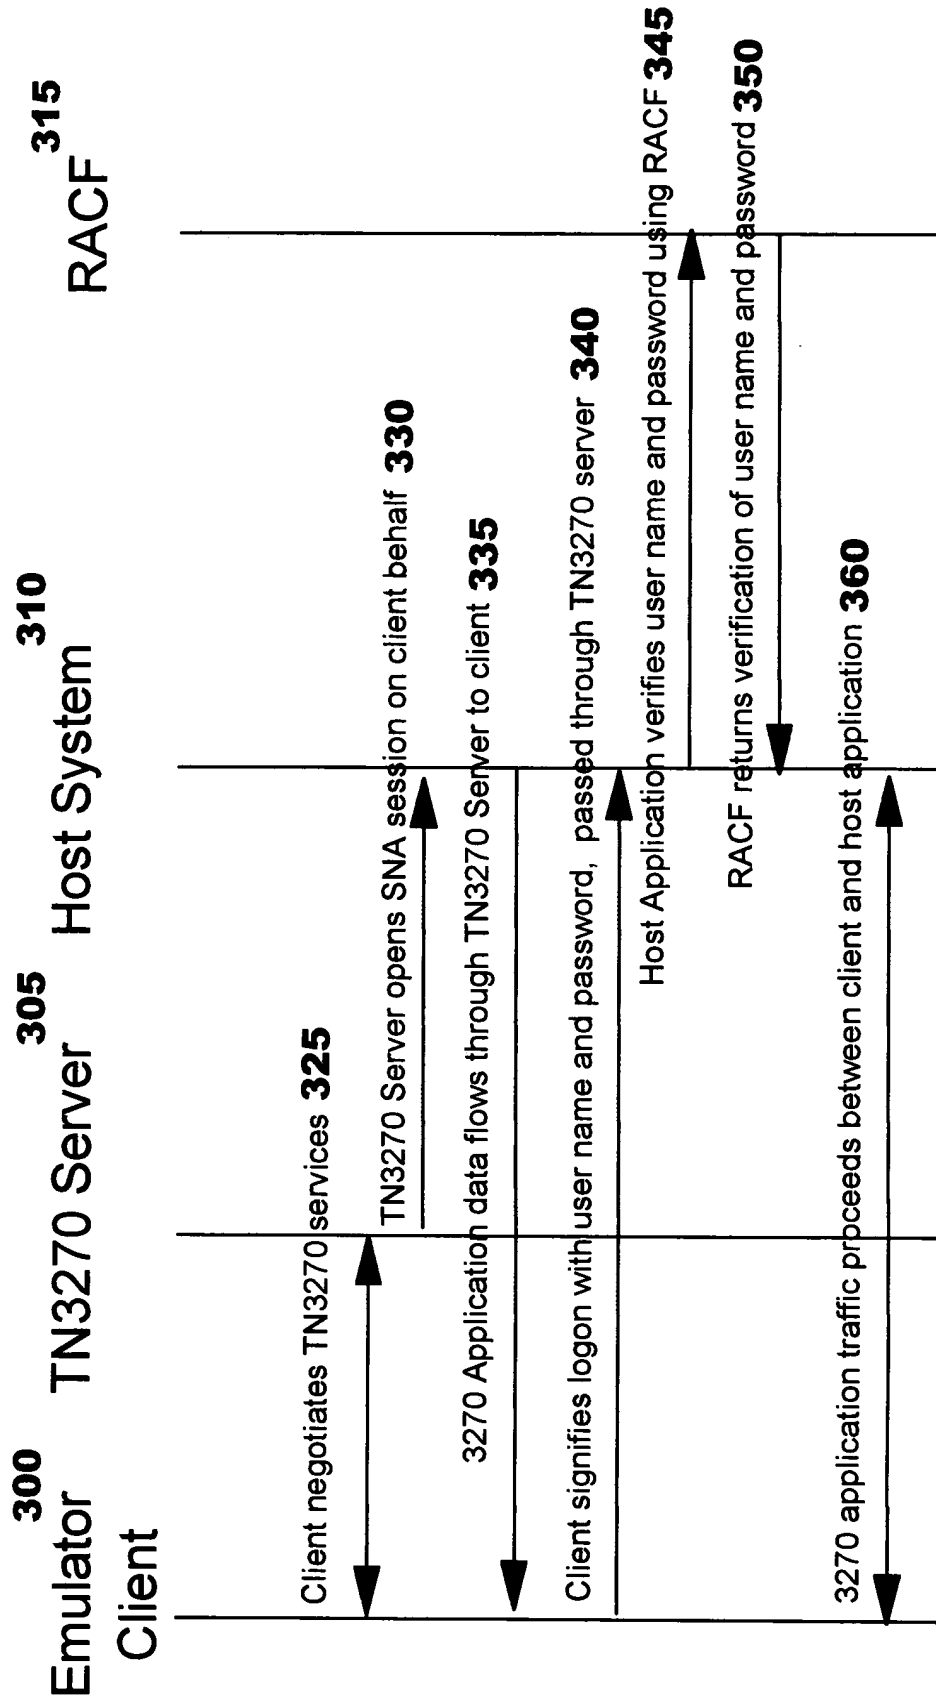 300
Emulator
Client
305
TN3270 Server
310
Host System
315
RACF
Client negotiates TN3270 services 325
TN3270 Server opens SNA session on client behalf 330
3270 Application data flows through TN3270 Server to client 335
Client signifies logon with user name and password, passed through TN3270 server 340
Host Application verifies user name and password using RACF 345
RACF returns verification of user name and password 350
3270 application traffic proceeds between client and host application 360